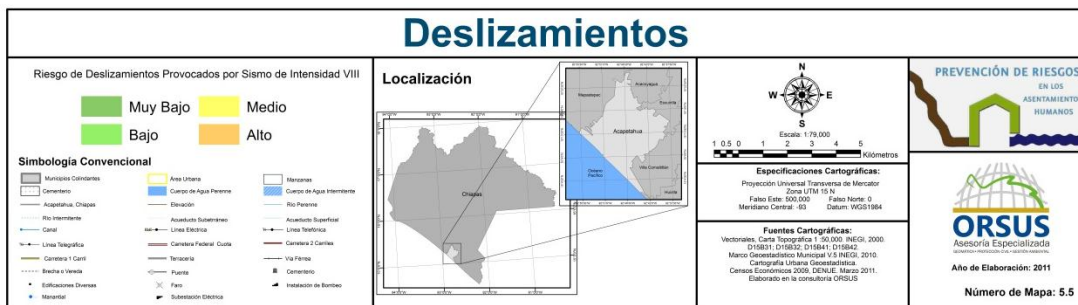 Deslizamientos
Riesgo de Deslizamientos Provocados por Sismo de Intensidad VIII
Muy Bajo
Medio
Bajo
Alto
Simbología Convencional
Municipios Colindantes
Área Urbana
Manzanas
Cementerio
Cuerpo de Agua Perenne
Cuerpo de Agua Intermitente
Acapetahua, Chiapas
Elevación
Río Perenne
Río Intermitente
Acueducto Subterráneo
Acueducto Superficial
Canal
Línea Eléctrica
Línea Telefónica
Línea Telegráfica
Carretera Federal Cuota
Carretera 2 Carriles
Carretera 1 Carril
Terracería
Vía Férrea
Brecha o Vereda
Puente
Cementerio
Edificaciones Diversas
Faro
Instalación de Bombeo
Manantial
Subestación Eléctrica
Localización
Chiapas
Mapastepec
Acacoyagua
Escuintla
Acapetahua
Océano
Pacífico
Villa Comaltitlán
Huixtla
N
W
E
S
Escala: 1:79,000
1 0.5 0 1 2 3 4 5
Kilómetros
Especificaciones Cartográficas:
Proyección Universal Transversa de Mercator
Zona UTM 15 N
Falso Este: 500,000 Falso Norte: 0
Meridiano Central: -93 Datum: WGS1984
Fuentes Cartográficas:
Vectoriales, Carta Topográfica 1 :50,000. INEGI, 2000.
D15B31; D15B32; D15B41; D15B42.
Marco Geoestadístico Municipal V.5 INEGI, 2010.
Cartografía Urbana Geoestadística.
Censos Económicos 2009, DENUE. Marzo 2011.
Elaborado en la consultoría ORSUS
PREVENCIÓN DE RIESGOS
EN LOS
ASENTAMIENTOS
HUMANOS
ORSUS
Asesoría Especializada
Año de Elaboración: 2011
Número de Mapa: 5.5